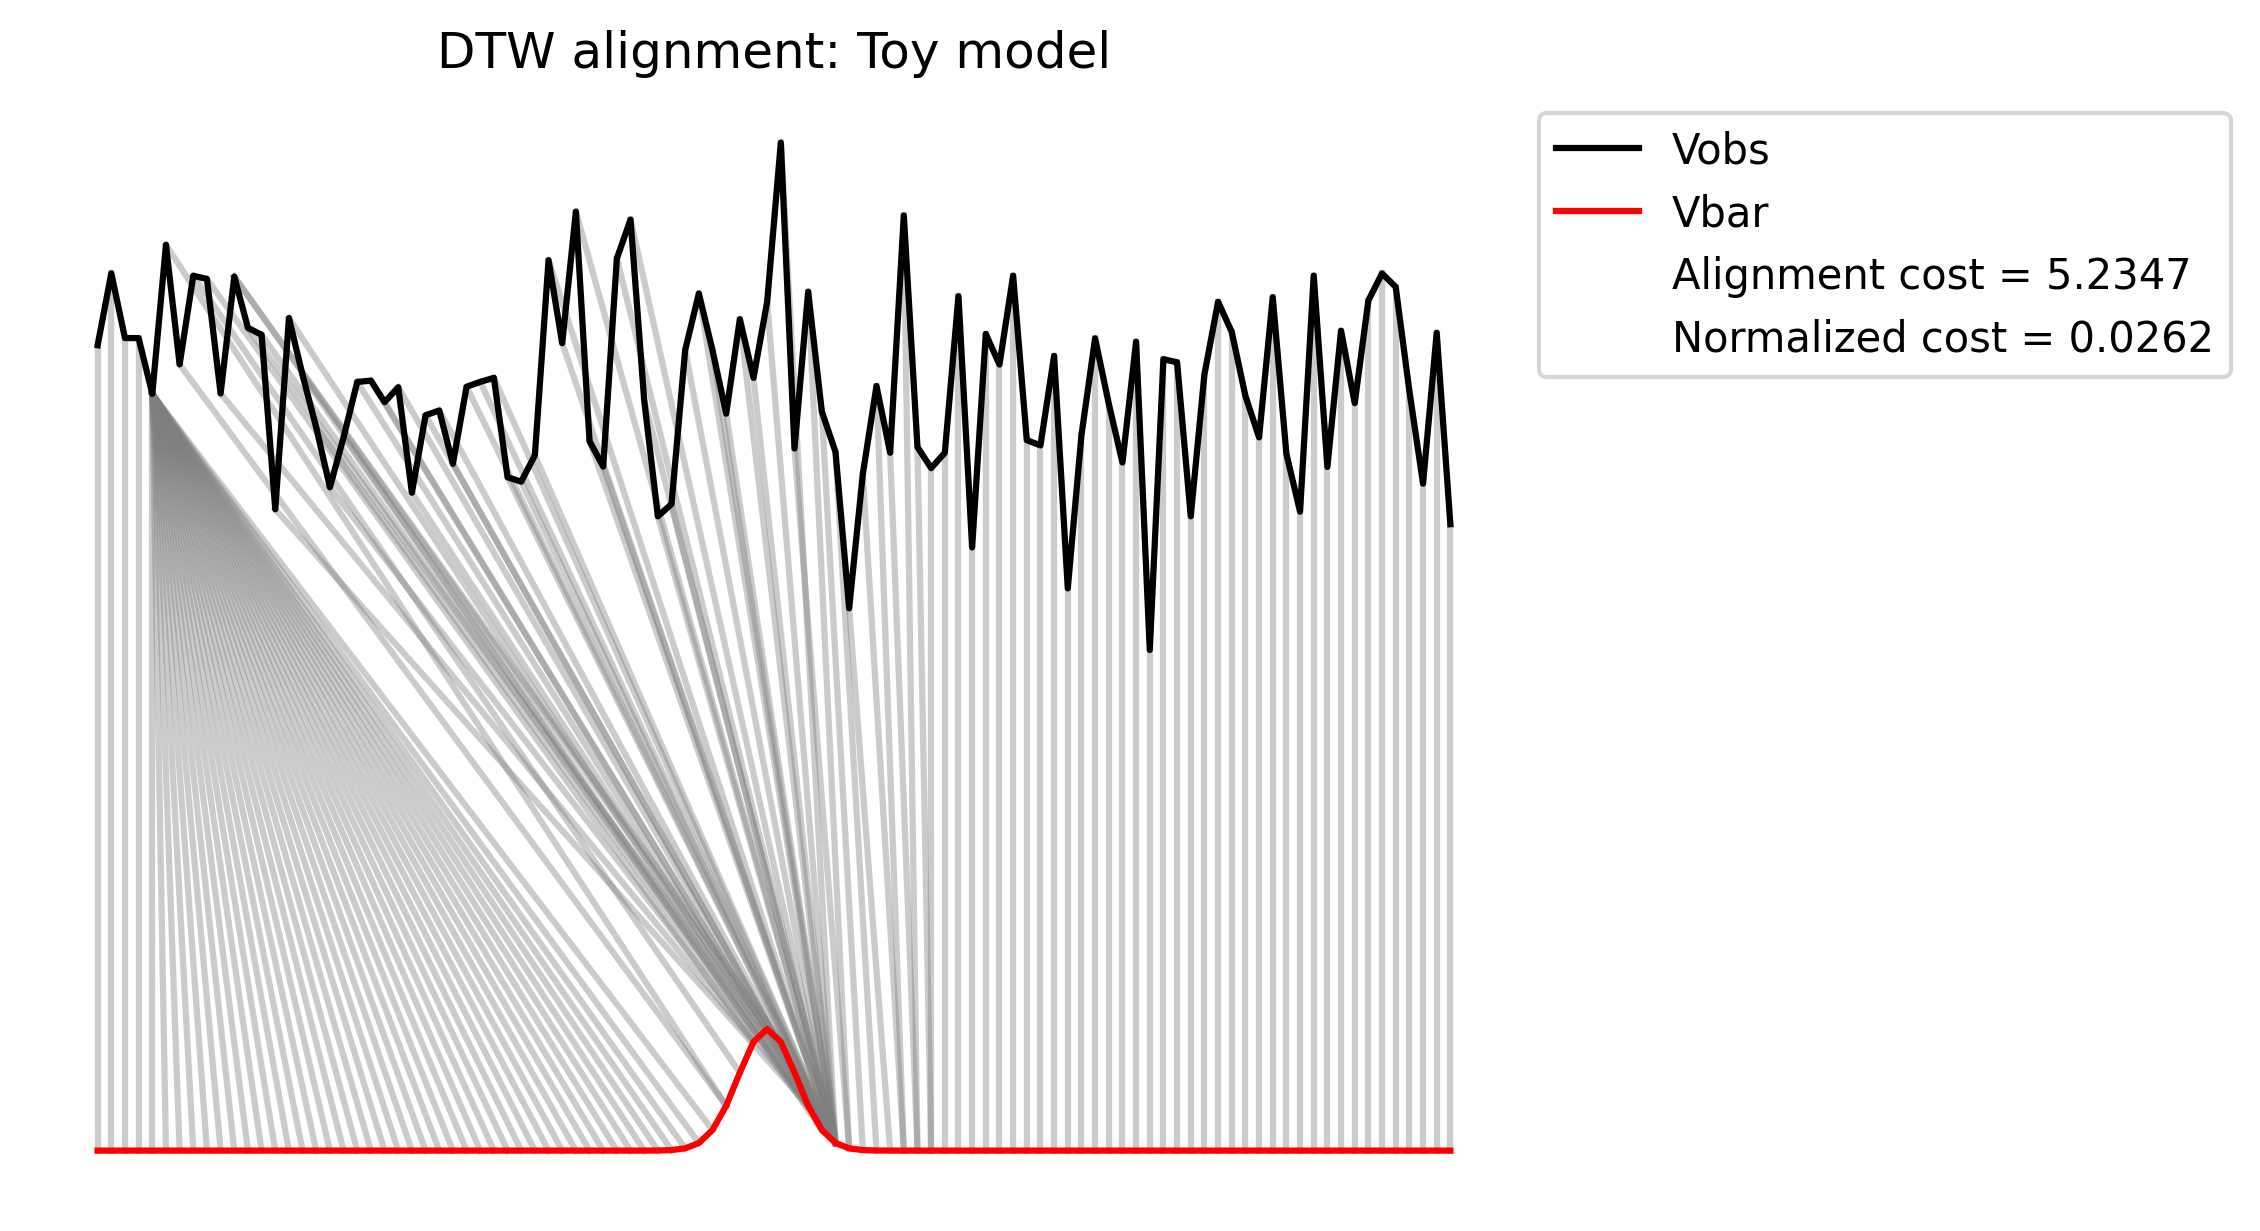 DTW alignment: Toy model
Vobs
Vbar
Alignment cost = 5.2347
Normalized cost = 0.0262